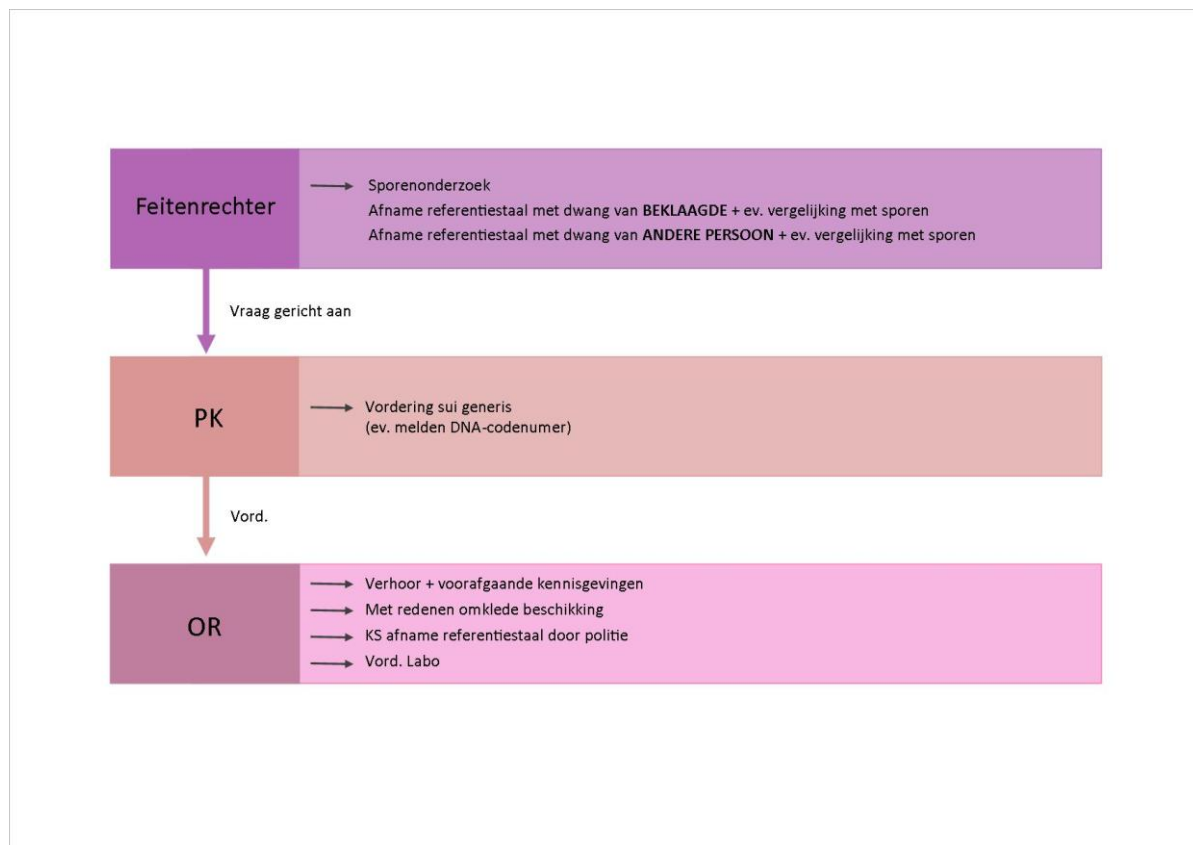 Feitenrechter
Sporenonderzoek
Afname referentiestaal met dwang van BEKLAAGDE + ev. vergelijking met sporen
Afname referentiestaal met dwang van ANDERE PERSOON + ev. vergelijking met sporen
Vraag gericht aan
PK
Vordering sui generis
(ev. melden DNA-codenumer)
Vord.
OR
Verhoor + voorafgaande kennisgevingen
Met redenen omklede beschikking
KS afname referentiestaal door politie
Vord. Labo